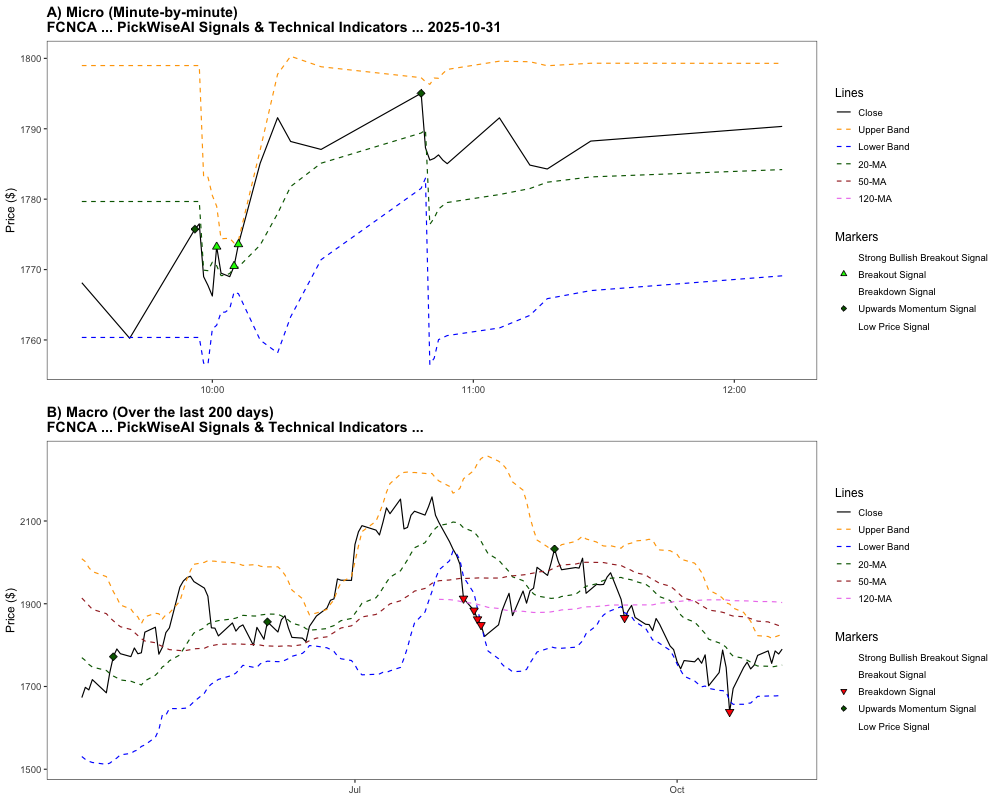 A) Micro (Minute-by-minute)
FCNCA ... PickWiseAI Signals & Technical Indicators ... 2025-10-31
Price ($)
1800
1790
1780
1770
1760
10:00
11:00
12:00
Lines
Close
Upper Band
Lower Band
20-MA
50-MA
120-MA
Markers
Strong Bullish Breakout Signal
Breakout Signal
Breakdown Signal
Upwards Momentum Signal
Low Price Signal
B) Macro (Over the last 200 days)
FCNCA ... PickWiseAI Signals & Technical Indicators ...
Price ($)
2100
1900
1700
1500
Jul
Oct
Lines
Close
Upper Band
Lower Band
20-MA
50-MA
120-MA
Markers
Strong Bullish Breakout Signal
Breakout Signal
Breakdown Signal
Upwards Momentum Signal
Low Price Signal